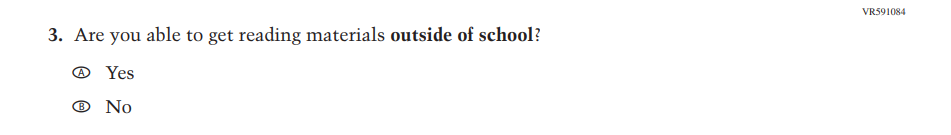 VR591084
3. Are you able to get reading materials outside of school?
A Yes
B No